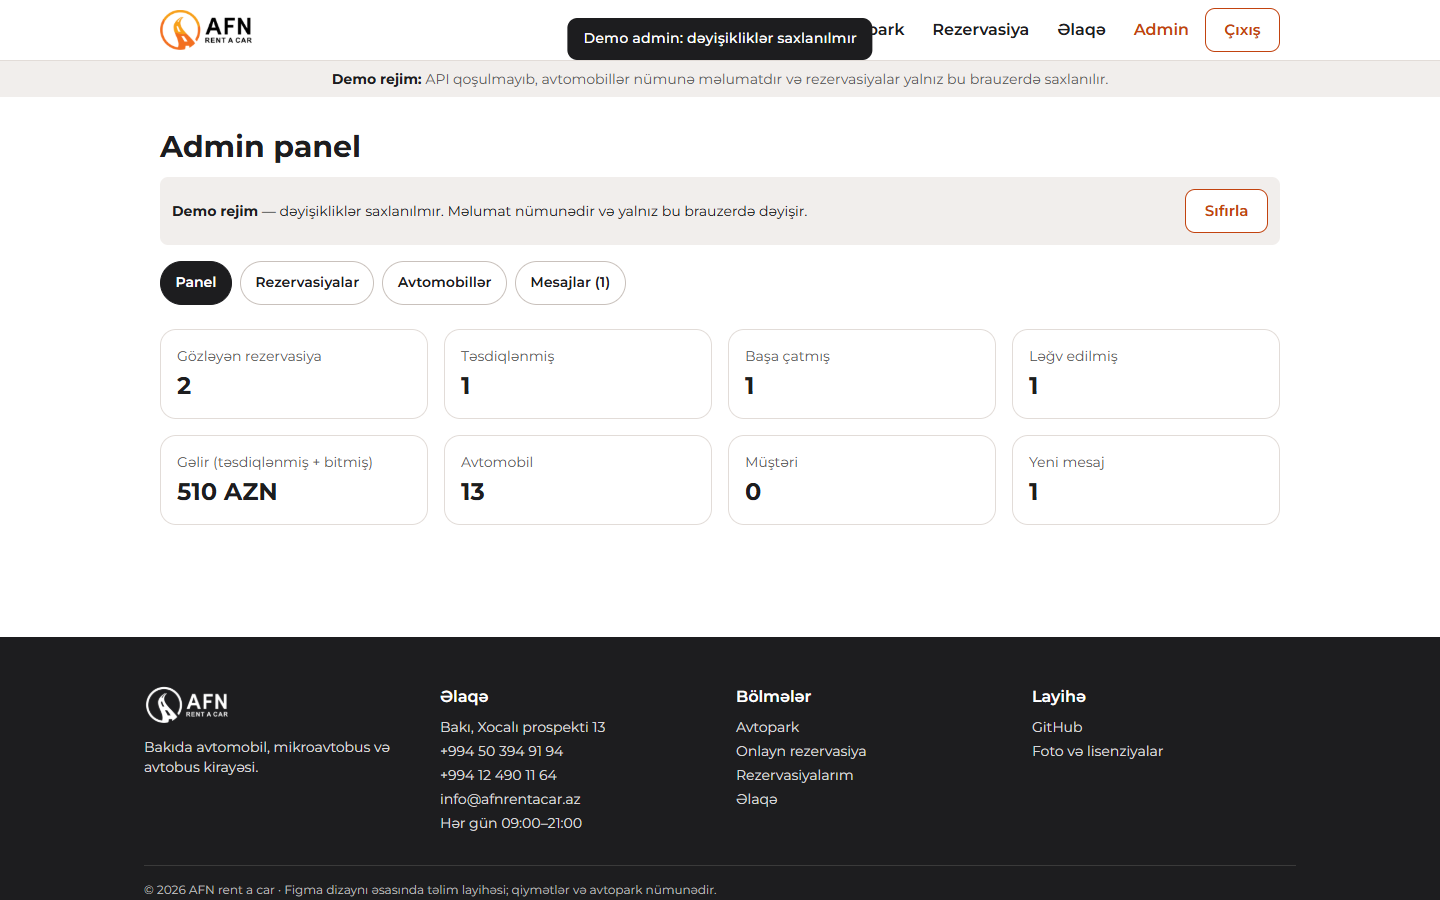 AFN
RENT A CAR
Demo admin: dəyişikliklər saxlanılmır
park
Rezervasiya
Əlaqə
Admin
Çıxış
Demo rejim: API qoşulmayıb, avtomobillər nümunə məlumatdır və rezervasiyalar yalnız bu brauzerdə saxlanılır.
Admin panel
Demo rejim — dəyişikliklər saxlanılmır. Məlumat nümunədir və yalnız bu brauzerdə dəyişir.
Sıfırla
Panel
Rezervasiyalar
Avtomobillər
Mesajlar (1)
Gözləyən rezervasiya
2
Təsdiqlənmiş
1
Başa çatmış
1
Ləğv edilmiş
1
Gəlir (təsdiqlənmiş + bitmiş)
510 AZN
Avtomobil
13
Müştəri
0
Yeni mesaj
1
AFN
RENT A CAR
Bakıda avtomobil, mikroavtobus və
avtobus kirayəsi.
Əlaqə
Bakı, Xocalı prospekti 13
+994 50 394 91 94
+994 12 490 11 64
info@afnrentacar.az
Hər gün 09:00–21:00
Bölmələr
Avtopark
Onlayn rezervasiya
Rezervasiyalarım
Əlaqə
Layihə
GitHub
Foto və lisenziyalar
© 2026 AFN rent a car · Figma dizaynı əsasında təlim layihəsi; qiymətlər və avtopark nümunədir.